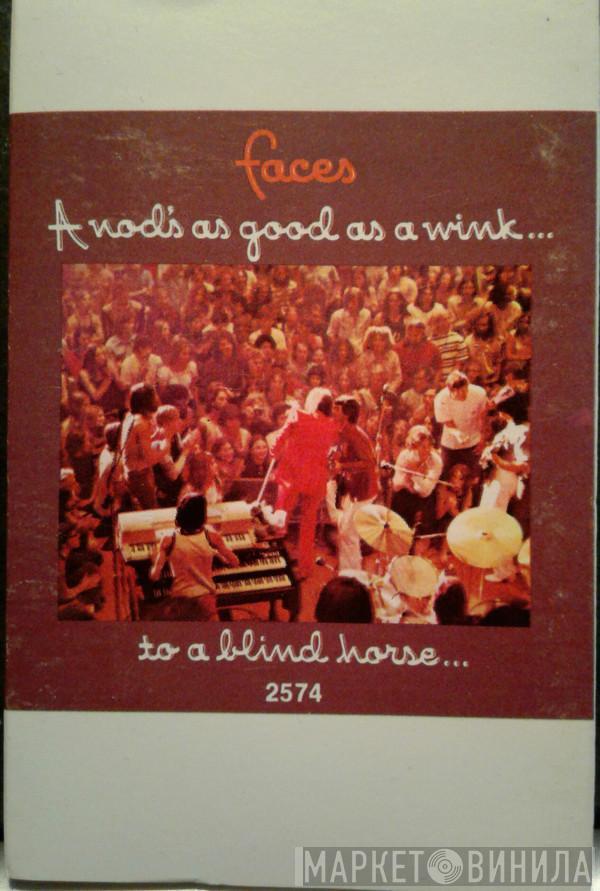 faces
A nod's as good as a wink...
to a blind horse...
2574
МАРКЕТ ВИНИЛА